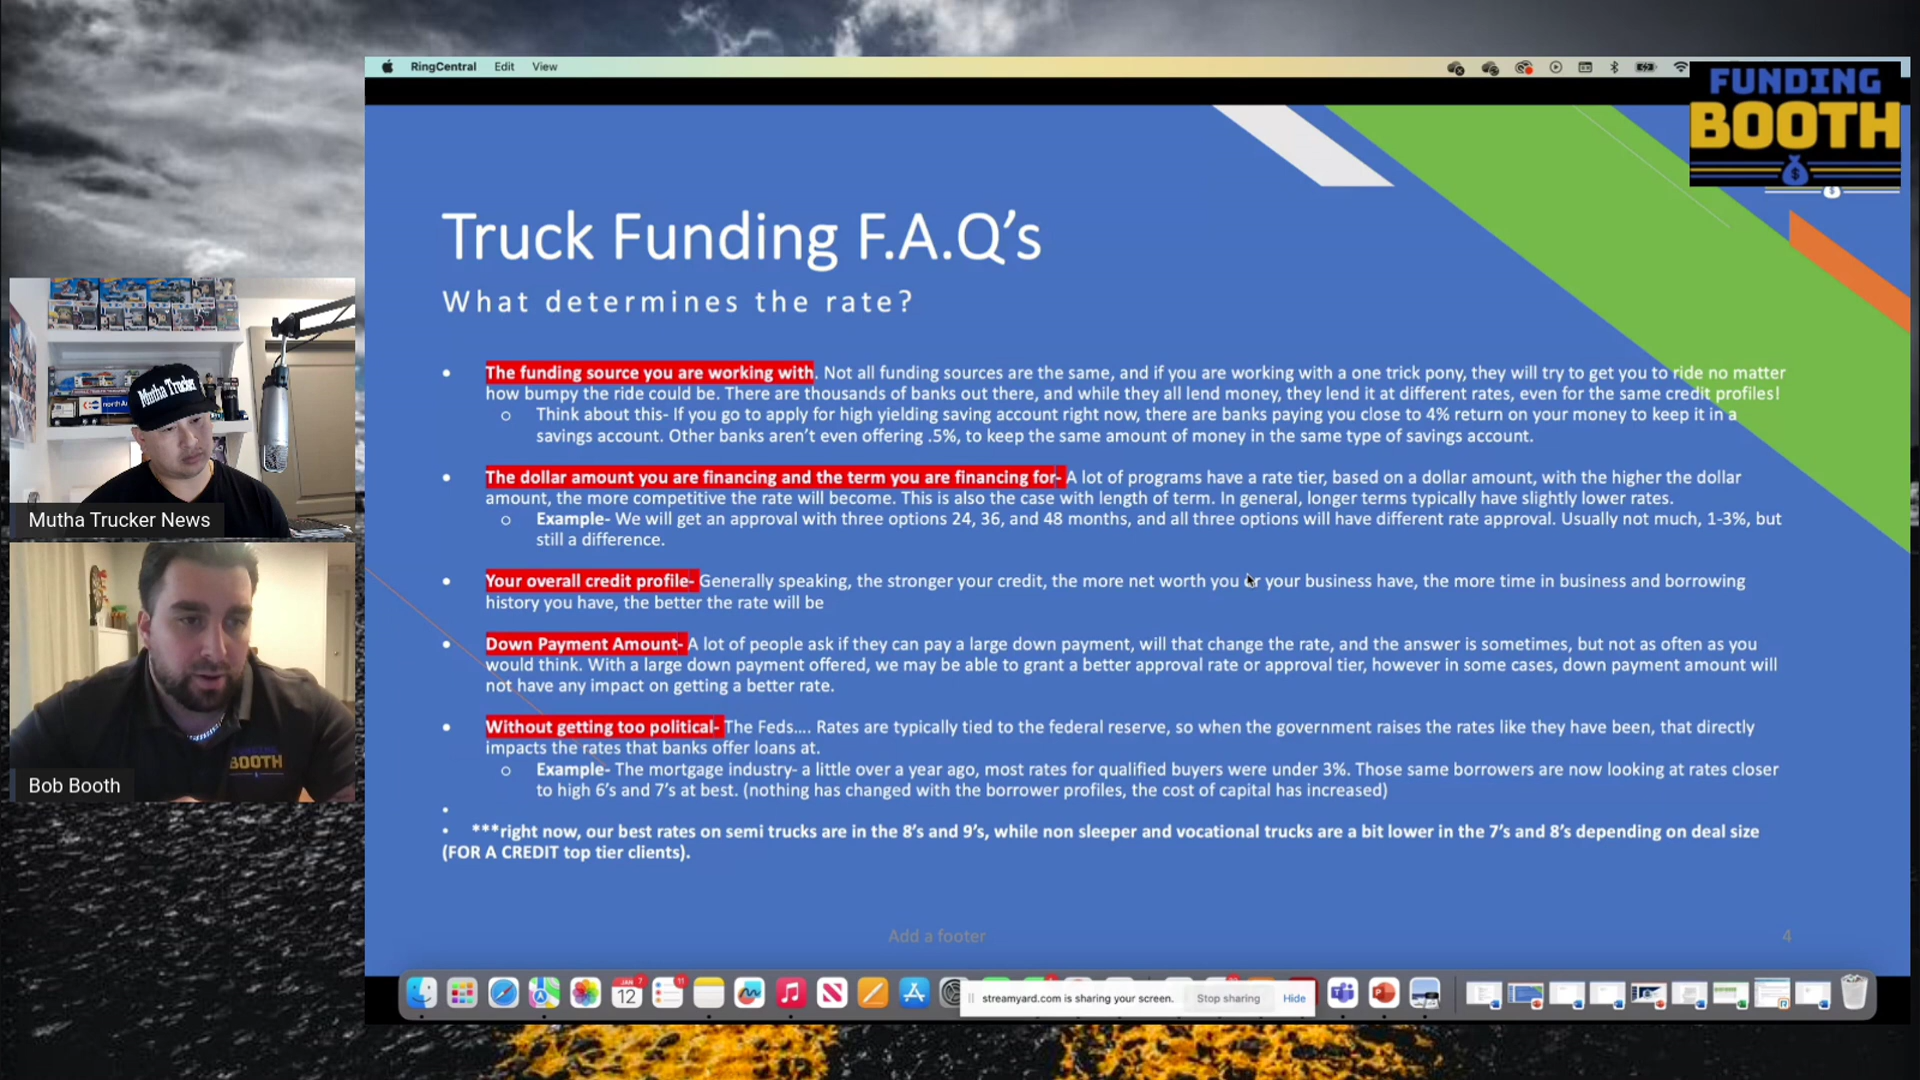 RingCentral Edit View
FUNDING
BOOTH
$
$
Truck Funding F.A.Q's
What determines the rate?
• The funding source you are working with. Not all funding sources are the same, and if you are working with a one trick pony, they will try to get you to ride no matter
how bumpy the ride could be. There are thousands of banks out there, and while they all lend money, they lend it at different rates, even for the same credit profiles!
o Think about this- If you go to apply for high yielding saving account right now, there are banks paying you close to 4% return on your money to keep it in a
savings account. Other banks aren't even offering .5%, to keep the same amount of money in the same type of savings account.
• The dollar amount you are financing and the term you are financing for- A lot of programs have a rate tier, based on a dollar amount, with the higher the dollar
amount, the more competitive the rate will become. This is also the case with length of term. In general, longer terms typically have slightly lower rates.
o Example- We will get an approval with three options 24, 36, and 48 months, and all three options will have different rate approval. Usually not much, 1-3%, but
still a difference.
• Your overall credit profile- Generally speaking, the stronger your credit, the more net worth you or your business have, the more time in business and borrowing
history you have, the better the rate will be
• Down Payment Amount- A lot of people ask if they can pay a large down payment, will that change the rate, and the answer is sometimes, but not as often as you
would think. With a large down payment offered, we may be able to grant a better approval rate or approval tier, however in some cases, down payment amount will
not have any impact on getting a better rate.
• Without getting too political- The Feds.... Rates are typically tied to the federal reserve, so when the government raises the rates like they have been, that directly
impacts the rates that banks offer loans at.
o Example- The mortgage industry- a little over a year ago, most rates for qualified buyers were under 3%. Those same borrowers are now looking at rates closer
to high 6's and 7's at best. (nothing has changed with the borrower profiles, the cost of capital has increased)
•
• ***right now, our best rates on semi trucks are in the 8's and 9's, while non sleeper and vocational trucks are a bit lower in the 7's and 8's depending on deal size
(FOR A CREDIT top tier clients).
Add a footer
4
Mutha Trucker
Mutha Trucker News
FUNDING
BOOTH
Bob Booth
JAN
12
7
11
streamyard.com is sharing your screen. Stop sharing Hide